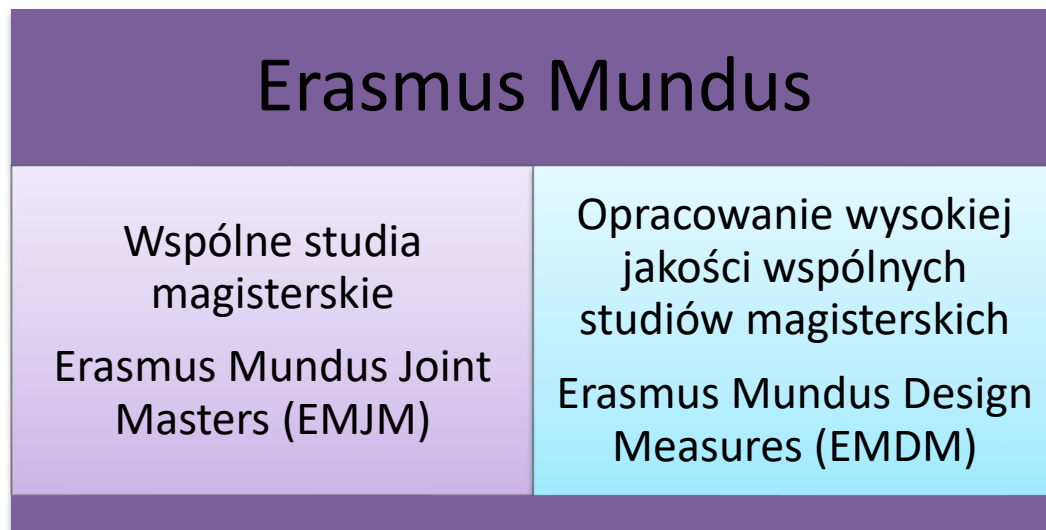 Erasmus Mundus
Wspólne studia
magisterskie
Erasmus Mundus Joint
Masters (EMJM)
Opracowanie wysokiej
jakości wspólnych
studiów magisterskich
Erasmus Mundus Design
Measures (EMDM)